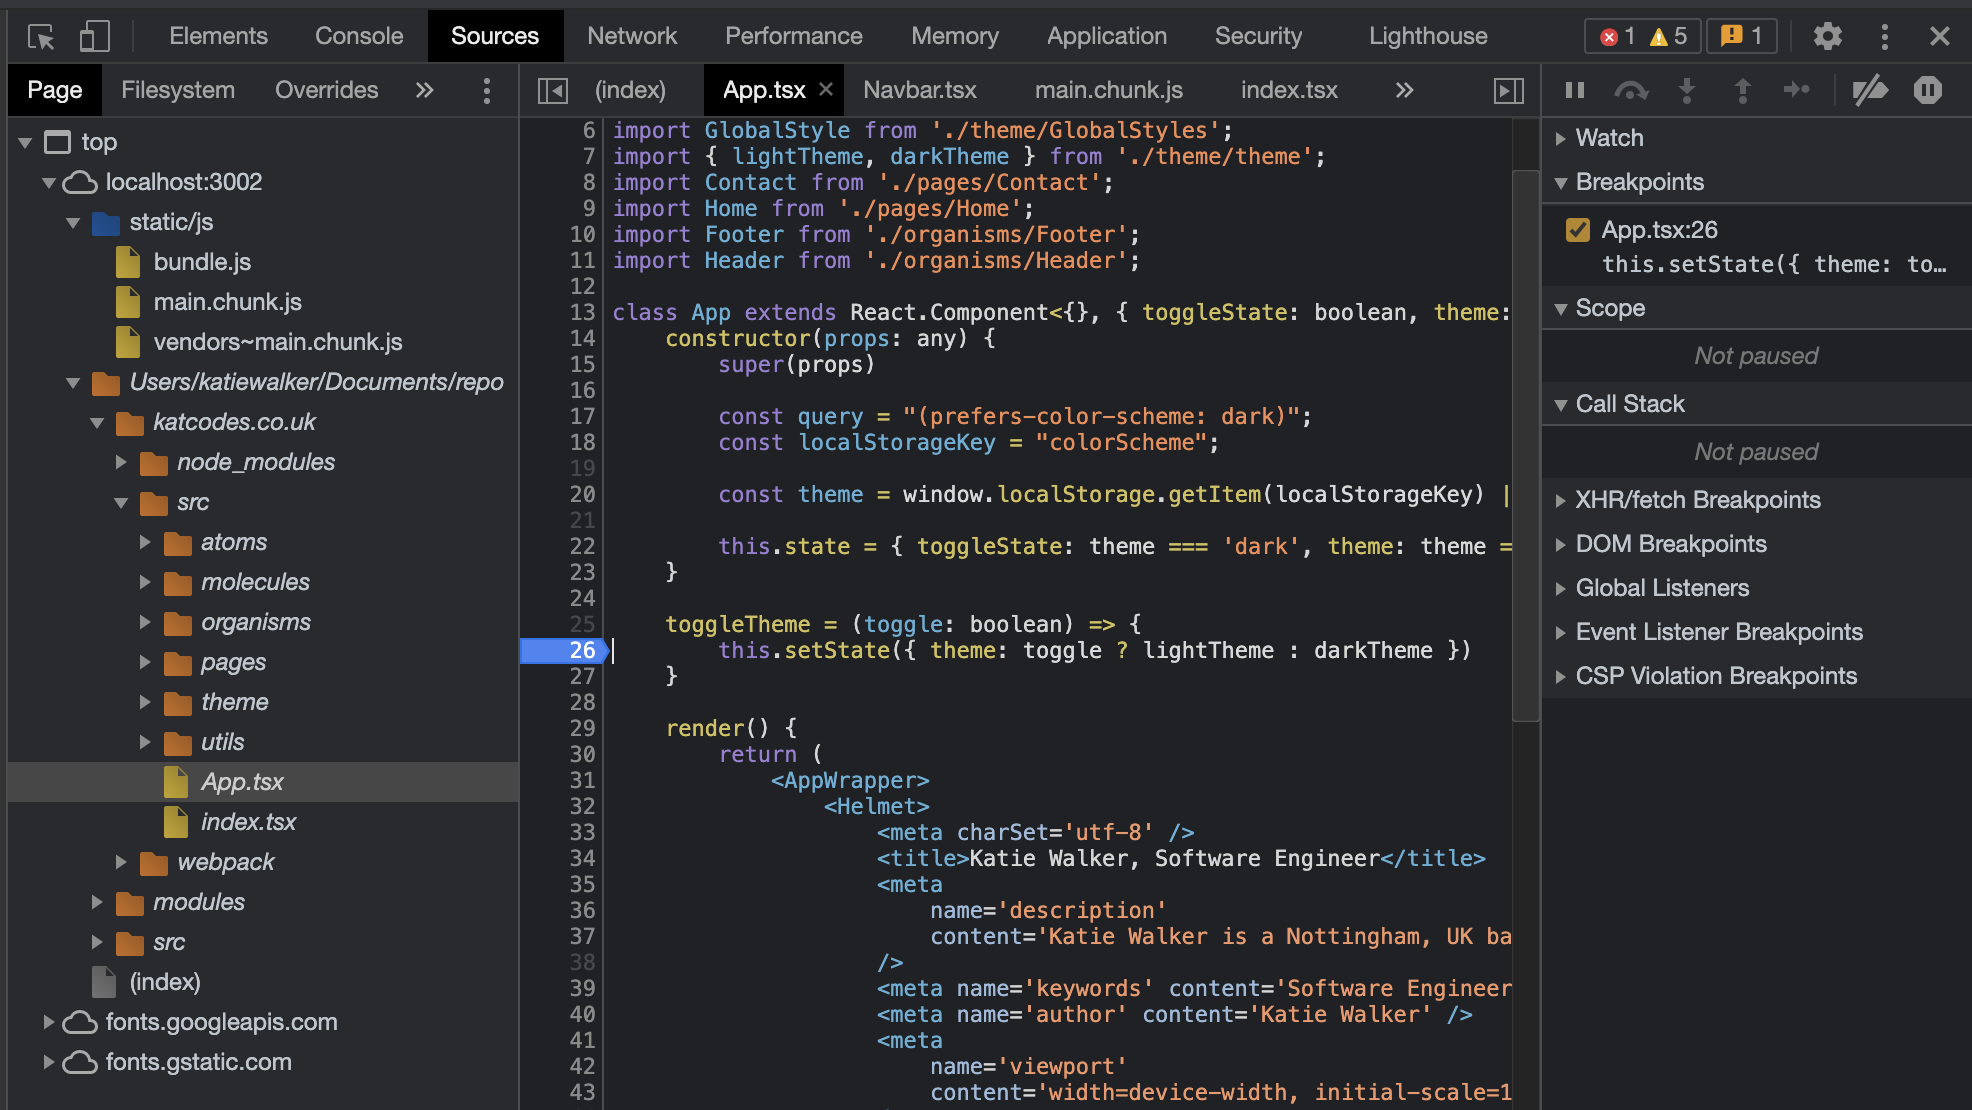 Elements Console Sources Network Performance Memory Application Security Lighthouse 1 5 1
Page Filesystem Overrides » (index) App.tsx × Navbar.tsx main.chunk.js index.tsx »
top
localhost:3002
static/js
bundle.js
main.chunk.js
vendors~main.chunk.js
Users/katiewalker/Documents/repo
katcodes.co.uk
node_modules
src
atoms
molecules
organisms
pages
theme
utils
App.tsx
index.tsx
webpack
modules
src
(index)
fonts.googleapis.com
fonts.gstatic.com
6 import GlobalStyle from './theme/GlobalStyles';
7 import { lightTheme, darkTheme } from './theme/theme';
8 import Contact from './pages/Contact';
9 import Home from './pages/Home';
10 import Footer from './organisms/Footer';
11 import Header from './organisms/Header';
12
13 class App extends React.Component<{}, { toggleState: boolean, theme:
14 constructor(props: any) {
15 super(props)
16
17 const query = "(prefers-color-scheme: dark)";
18 const localStorageKey = "colorScheme";
19
20 const theme = window.localStorage.getItem(localStorageKey) |
21
22 this.state = { toggleState: theme === 'dark', theme: theme =
23 }
24
25 toggleTheme = (toggle: boolean) => {
26 this.setState({ theme: toggle ? lightTheme : darkTheme })
27 }
28
29 render() {
30 return (
31 <AppWrapper>
32 <Helmet>
33 <meta charSet='utf-8' />
34 <title>Katie Walker, Software Engineer</title>
35 <meta
36 name='description'
37 content='Katie Walker is a Nottingham, UK ba
38 />
39 <meta name='keywords' content='Software Engineer
40 <meta name='author' content='Katie Walker' />
41 <meta
42 name='viewport'
43 content='width=device-width, initial-scale=1
Watch
Breakpoints
App.tsx:26
this.setState({ theme: to…
Scope
Not paused
Call Stack
Not paused
XHR/fetch Breakpoints
DOM Breakpoints
Global Listeners
Event Listener Breakpoints
CSP Violation Breakpoints